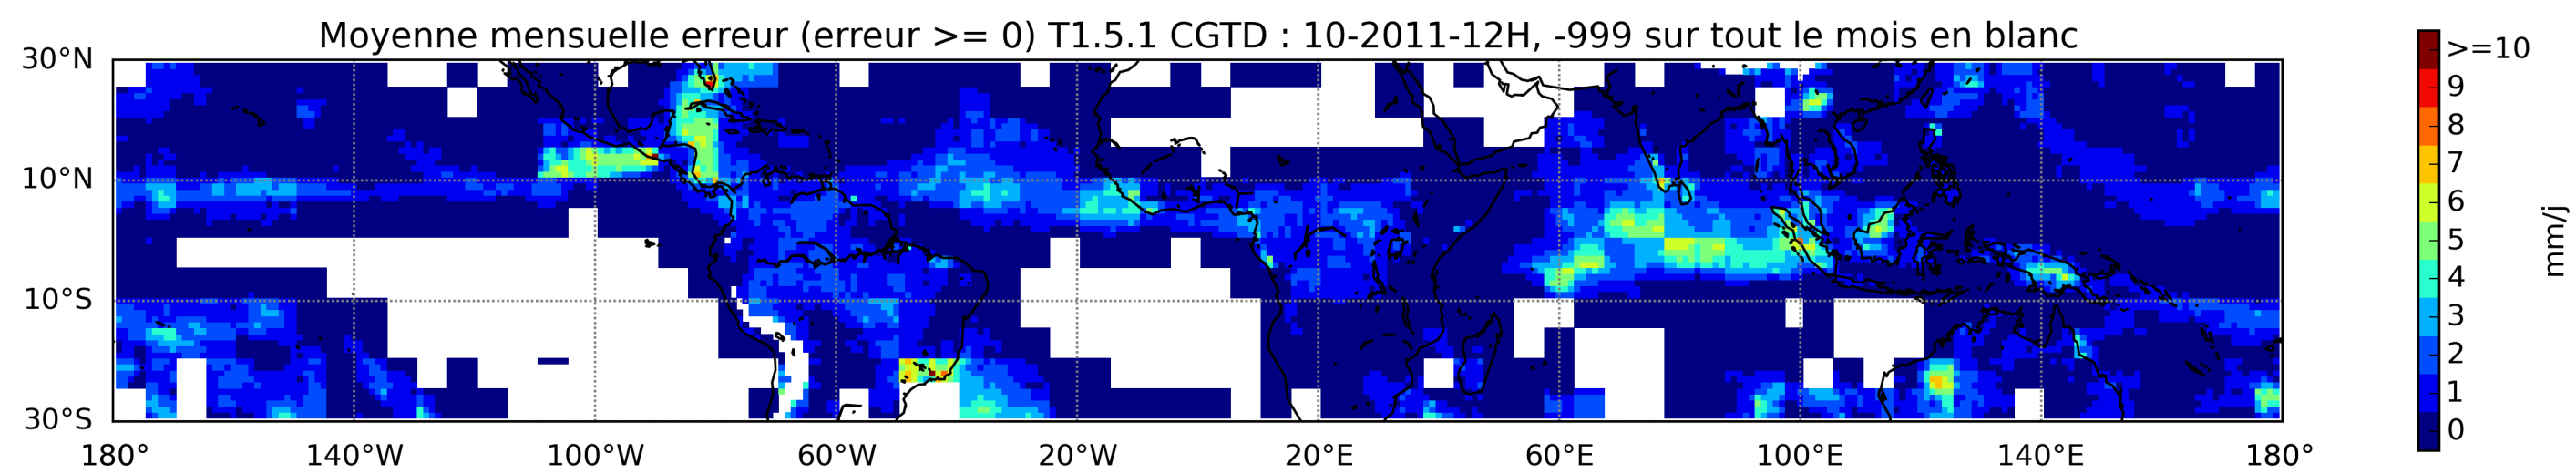 Moyenne mensuelle erreur (erreur >= 0) T1.5.1 CGTD : 10-2011-12H, -999 sur tout le mois en blanc
30°N
10°N
10°S
30°S
180° 140°W 100°W 60°W 20°W 20°E 60°E 100°E 140°E 180°
>=10
9
8
7
6
5
4
3
2
1
0
mm/j